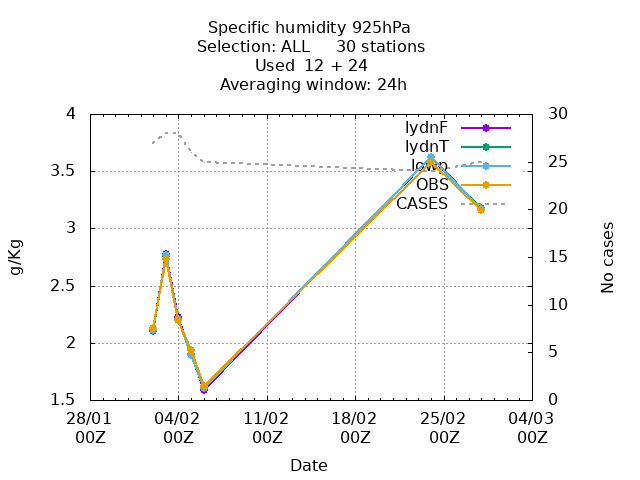 Specific humidity 925hPa
Selection: ALL 30 stations
Used 12 + 24
Averaging window: 24h
4
3.5
3
2.5
2
1.5
g/Kg
30
25
20
15
10
5
0
No cases
lydnF
lydnT
lowp
OBS
CASES
28/01 04/02 11/02 18/02 25/02 04/03
00Z 00Z 00Z 00Z 00Z 00Z
Date